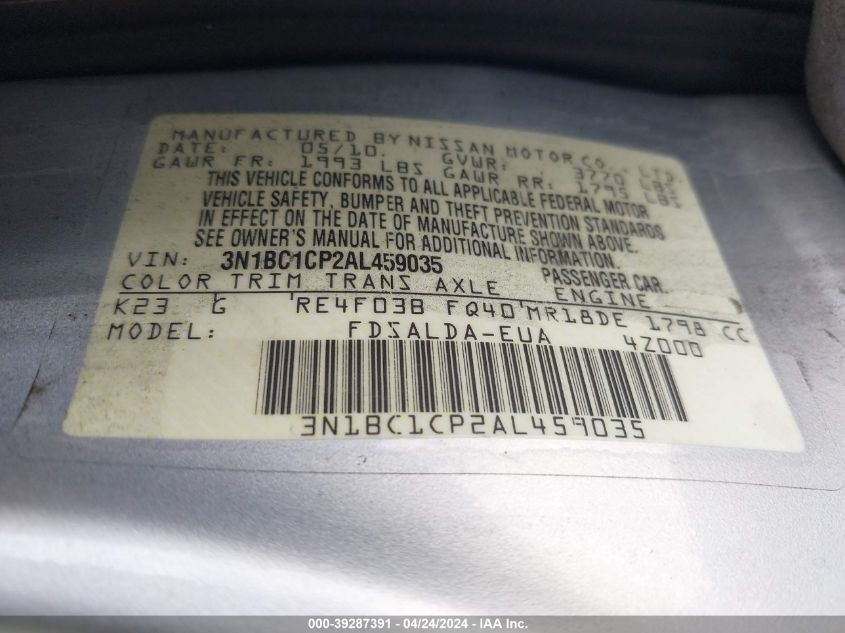 MANUFACTURED BY NISSAN MOTOR CO., LTD
DATE: 05/10. GVWR: 3770 LBS
GAWR FR: 1993 LBS GAWR RR: 1795 LBS
THIS VEHICLE CONFORMS TO ALL APPLICABLE FEDERAL MOTOR
VEHICLE SAFETY, BUMPER AND THEFT PREVENTION STANDARDS
IN EFFECT ON THE DATE OF MANUFACTURE SHOWN ABOVE.
SEE OWNER'S MANUAL FOR ADDITIONAL INFORMATION.
VIN: 3N1BC1CP2AL459035 PASSENGER CAR.
COLOR TRIM TRANS AXLE ENGINE
K23 G 'RE4F03B FQ40'MR18DE 1798 CC
MODEL: FDSALDA-EUA 4Z000
3N1BC1CP2AL459035
000-39287391 - 04/24/2024 - IAA Inc.